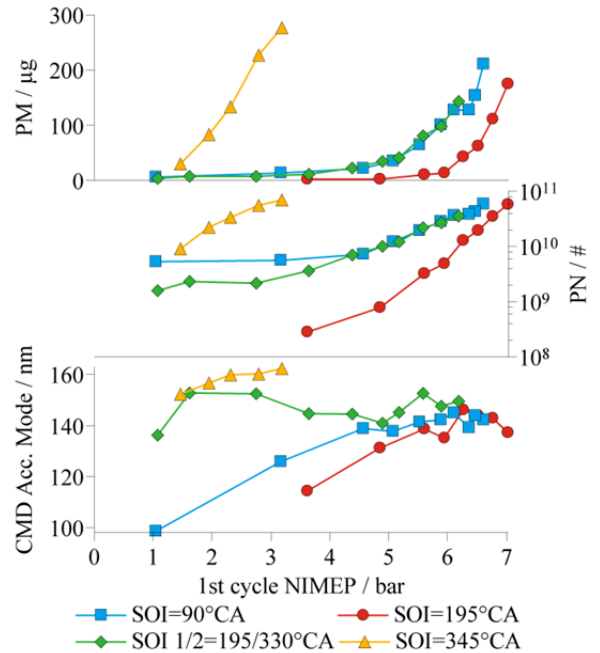 300
200
100
0
PM / µg
10¹¹
10¹⁰
10⁹
10⁸
PN / #
160
140
120
100
CMD Acc. Mode / nm
0 1 2 3 4 5 6 7
1st cycle NIMEP / bar
SOI=90°CA SOI=195°CA
SOI 1/2=195/330°CA SOI=345°CA